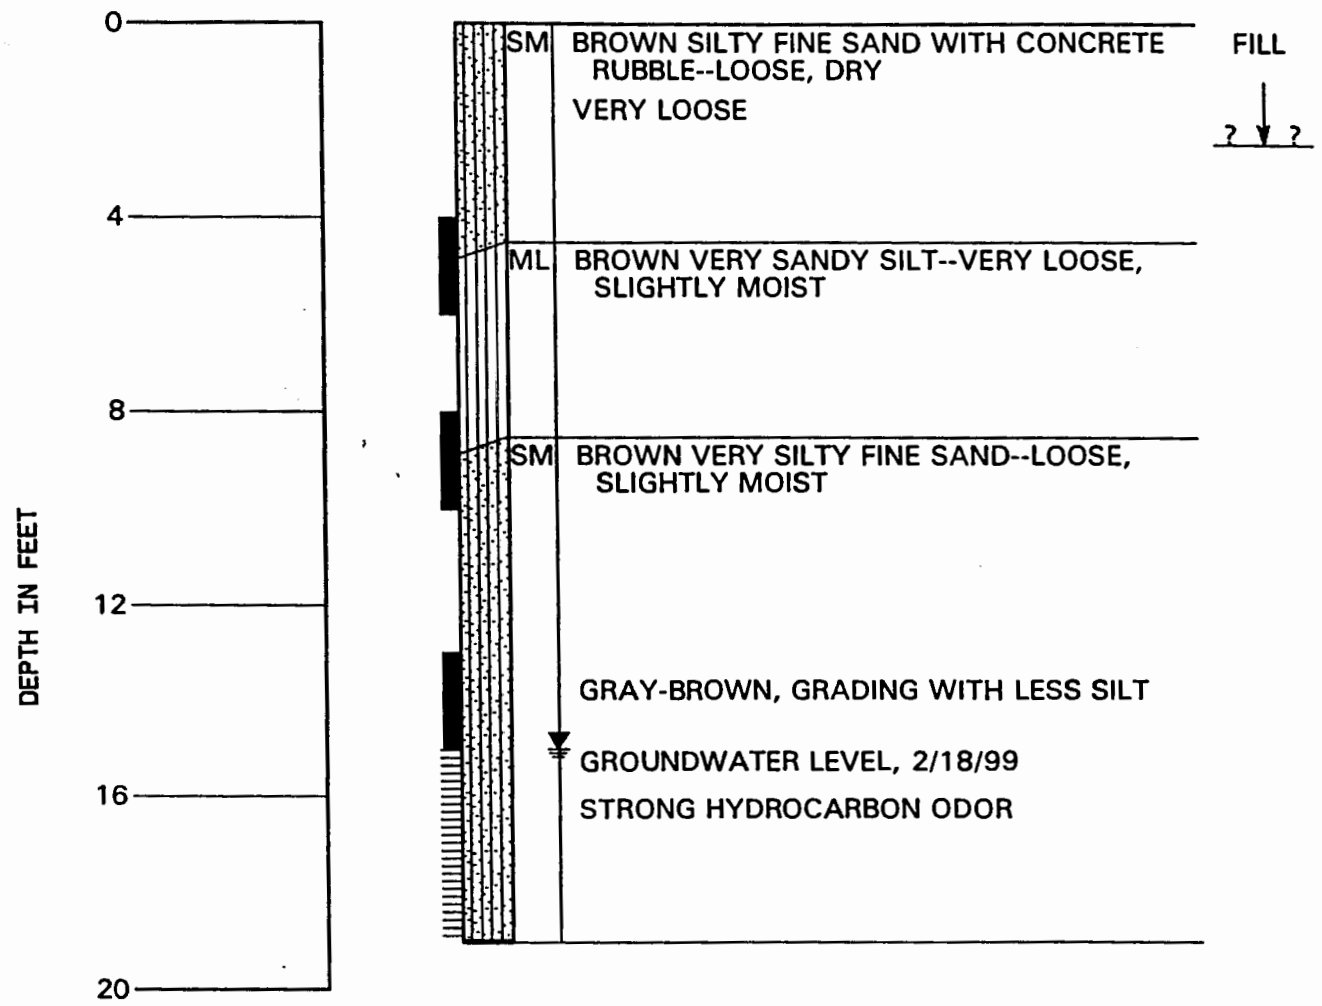 0
SM BROWN SILTY FINE SAND WITH CONCRETE
RUBBLE--LOOSE, DRY
VERY LOOSE
FILL
? ?
4
ML BROWN VERY SANDY SILT--VERY LOOSE,
SLIGHTLY MOIST
8
SM BROWN VERY SILTY FINE SAND--LOOSE,
SLIGHTLY MOIST
DEPTH IN FEET
12
GRAY-BROWN, GRADING WITH LESS SILT
GROUNDWATER LEVEL, 2/18/99
16
STRONG HYDROCARBON ODOR
20